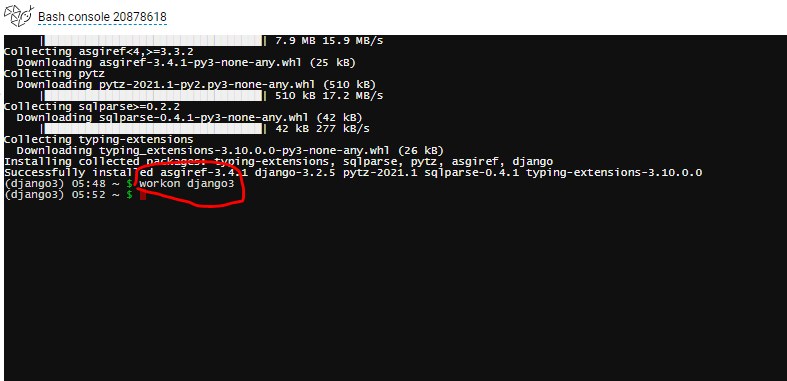 Bash console 20878618
| | 7.9 MB 15.9 MB/s
Collecting asgiref<4,>=3.3.2
Downloading asgiref-3.4.1-py3-none-any.whl (25 kB)
Collecting pytz
Downloading pytz-2021.1-py2.py3-none-any.whl (510 kB)
| | 510 kB 17.2 MB/s
Collecting sqlparse>=0.2.2
Downloading sqlparse-0.4.1-py3-none-any.whl (42 kB)
| | 42 kB 277 kB/s
Collecting typing-extensions
Downloading typing_extensions-3.10.0.0-py3-none-any.whl (26 kB)
Installing collected packages: typing-extensions, sqlparse, pytz, asgiref, django
Successfully installed asgiref-3.4.1 django-3.2.5 pytz-2021.1 sqlparse-0.4.1 typing-extensions-3.10.0.0
(django3) 05:48 ~ $ workon django3
(django3) 05:52 ~ $